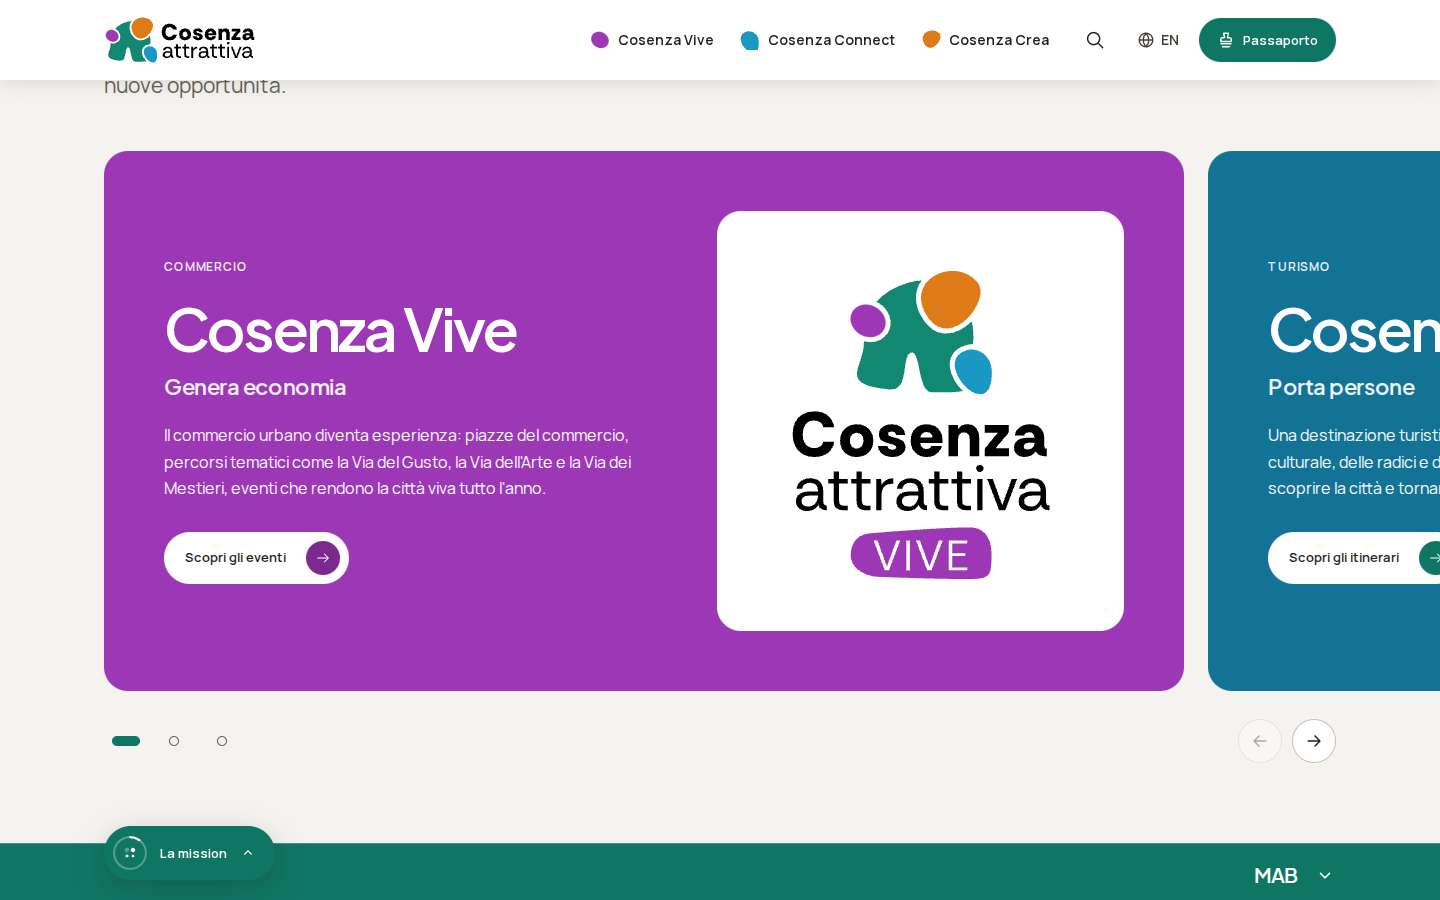 Cosenza
attrattiva
Cosenza Vive
Cosenza Connect
Cosenza Crea
EN
Passaporto
nuove opportunità.
COMMERCIO
Cosenza Vive
Genera economia
Il commercio urbano diventa esperienza: piazze del commercio,
percorsi tematici come la Via del Gusto, la Via dell'Arte e la Via dei
Mestieri, eventi che rendono la città viva tutto l'anno.
Scopri gli eventi
Cosenza
attrattiva
VIVE
TURISMO
Porta persone
Una destinazione
culturale, delle radici e
scoprire la città e
Scopri gli itinerari
La mission
MAB